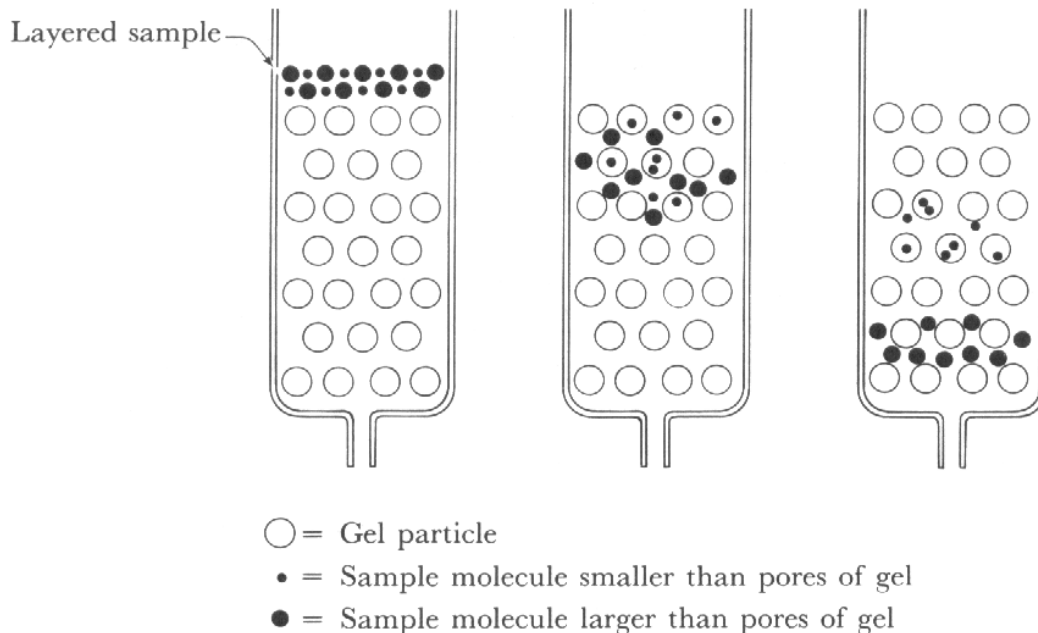 Layered sample
= Gel particle
= Sample molecule smaller than pores of gel
= Sample molecule larger than pores of gel